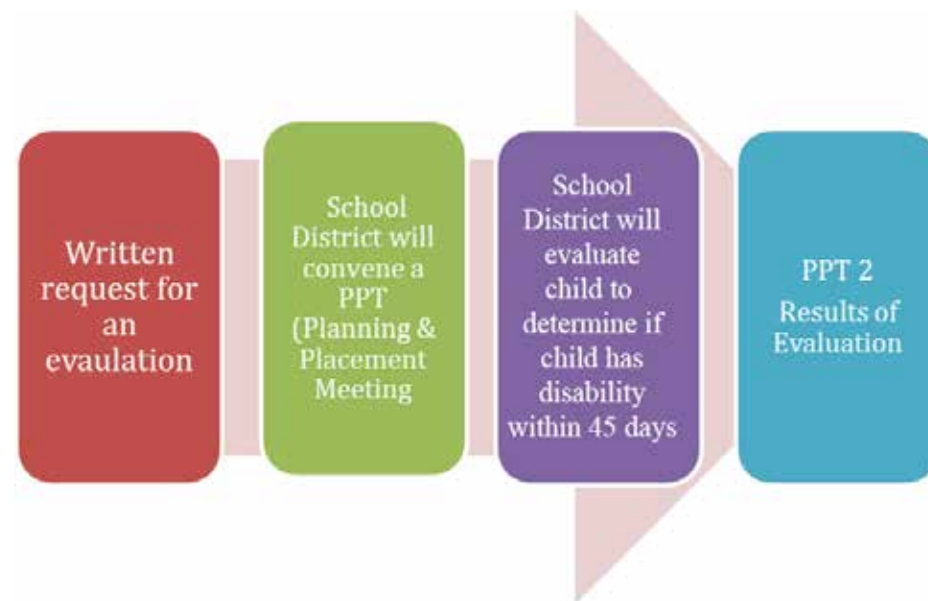 Written
request for
an
evaulation
School
District will
convene a
PPT
(Planning &
Placement
Meeting
School
District will
evaluate
child to
determine if
child has
disability
within 45 days
PPT 2
Results of
Evaluation